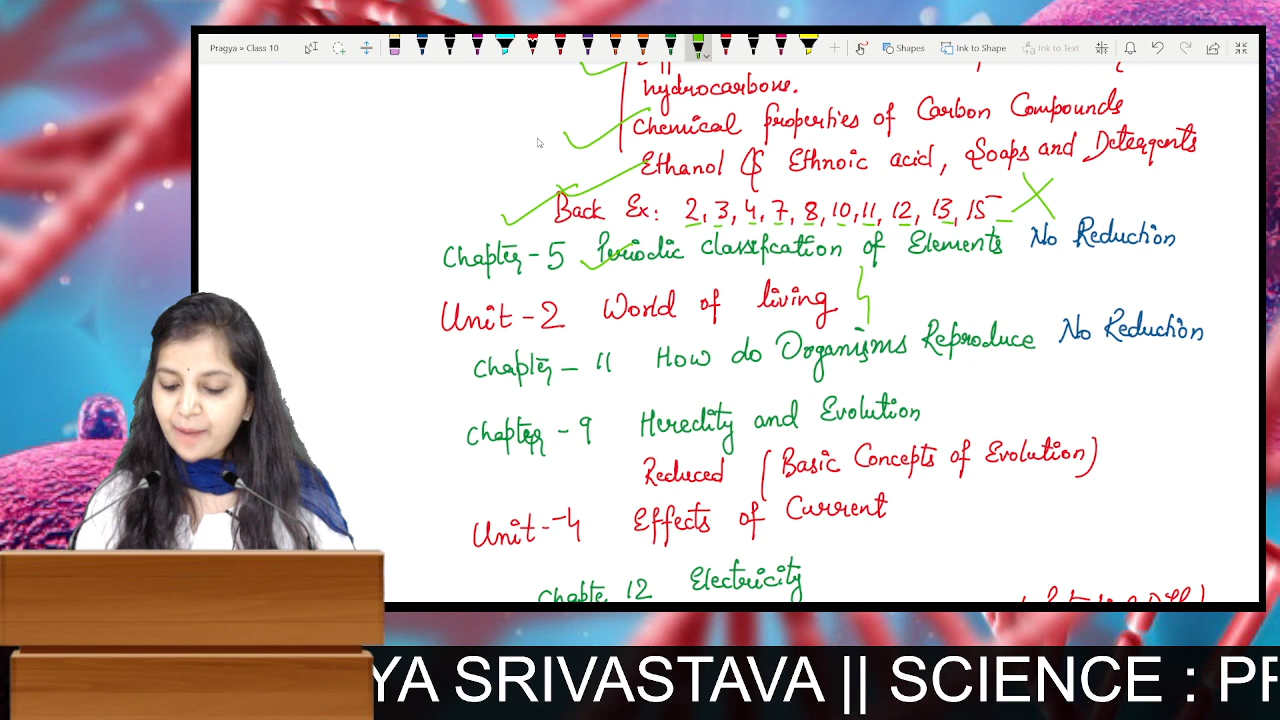 Pragya » Class 10
Shapes
Ink to Shape
Ink to Text
hydrocarbons.
Chemical properties of Carbon Compounds
Ethanol & Ethnoic acid, Soaps and Detergents
Back Ex: 2, 3, 4, 7, 8, 10, 11, 12, 13, 15
Chapter - 5 Periodic classifcation of Elements No Reduction
Unit - 2 World of living
Chapter - 11 How do Organisms Reproduce No Reduction
Chapter - 9 Heredity and Evolution
Reduced (Basic Concepts of Evolution)
Unit - 4 Effects of Current
Chapte 12 Electricity
YA SRIVASTAVA || SCIENCE : PR